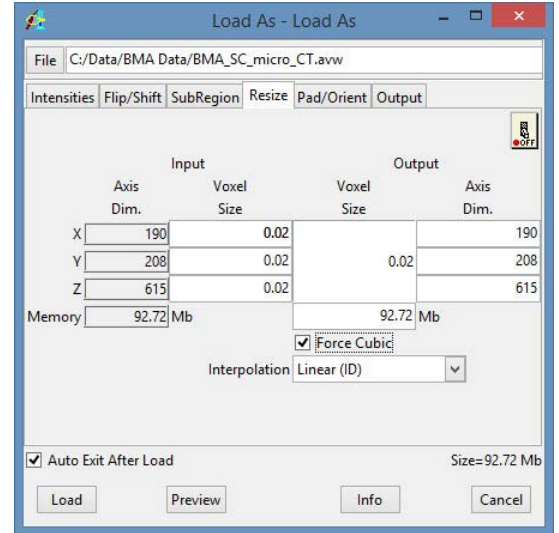 Load As - Load As
File C:/Data/BMA Data/BMA_SC_micro_CT.avw
Intensities Flip/Shift SubRegion Resize Pad/Orient Output
OFF
Input Output
Axis Voxel Voxel Axis
Dim. Size Size Dim.
X 190 0.02 190
Y 208 0.02 0.02 208
Z 615 0.02 615
Memory 92.72 Mb 92.72 Mb
Force Cubic
Interpolation Linear (ID)
Auto Exit After Load Size=92.72 Mb
Load Preview Info Cancel